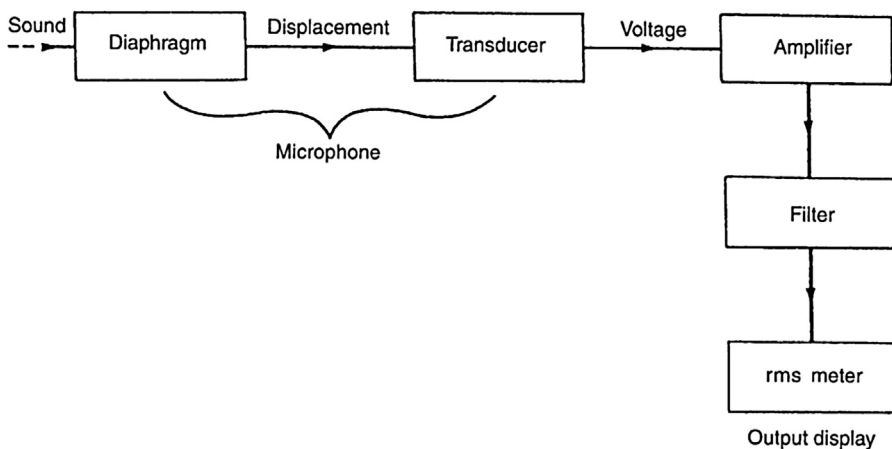 Sound
Diaphragm
Displacement
Transducer
Voltage
Amplifier
Microphone
Filter
rms meter
Output display